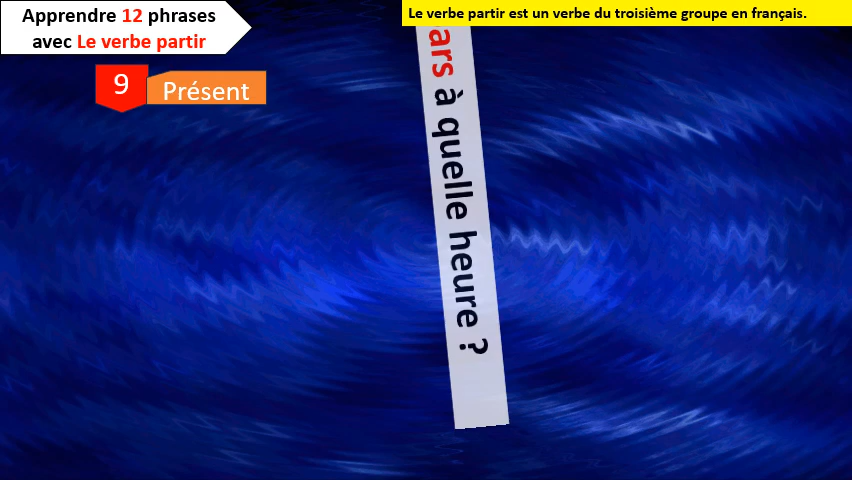 Apprendre 12 phrases
avec Le verbe partir
Le verbe partir est un verbe du troisième groupe en français.
9
Présent
ars à quelle heure ?